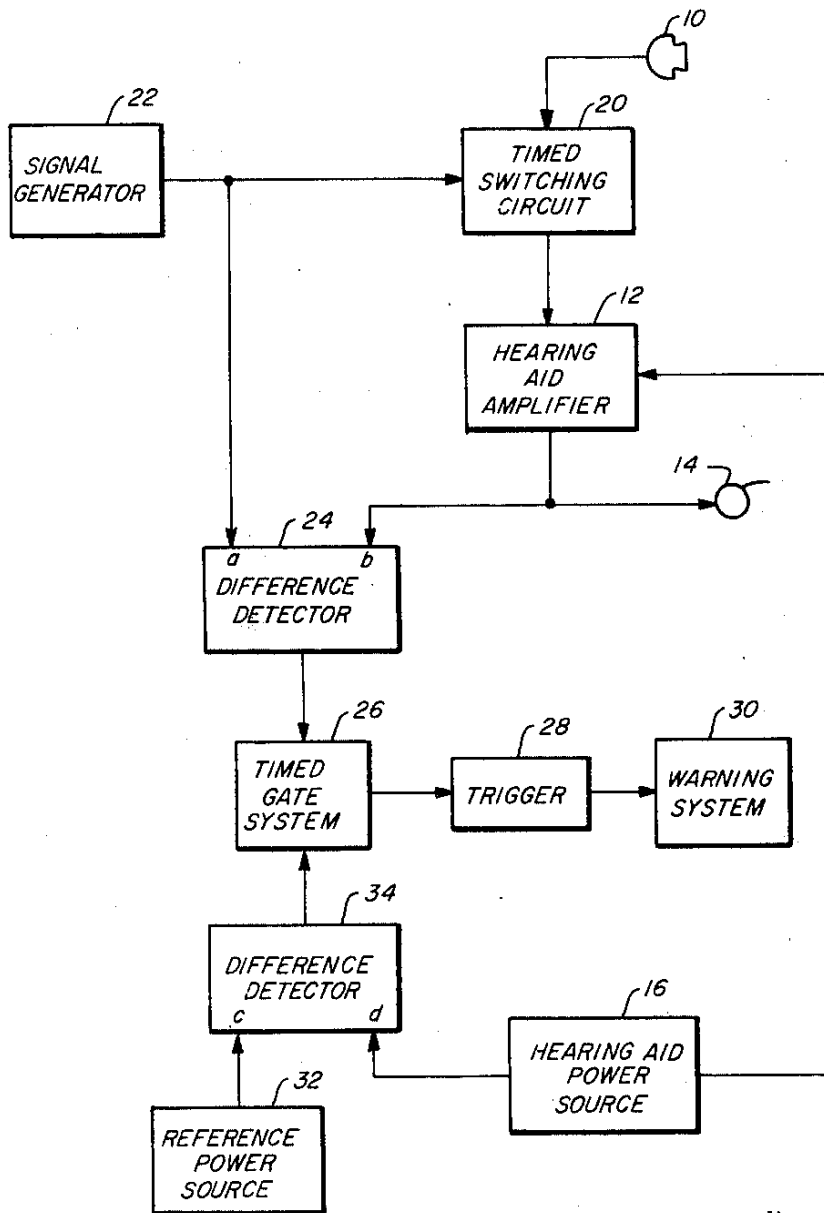 10
22
20
SIGNAL
GENERATOR
TIMED
SWITCHING
CIRCUIT
12
HEARING
AID
AMPLIFIER
14
24
a b
DIFFERENCE
DETECTOR
26
28
30
TIMED
GATE
SYSTEM
TRIGGER
WARNING
SYSTEM
34
DIFFERENCE
DETECTOR
c d
16
HEARING AID
POWER
SOURCE
32
REFERENCE
POWER
SOURCE